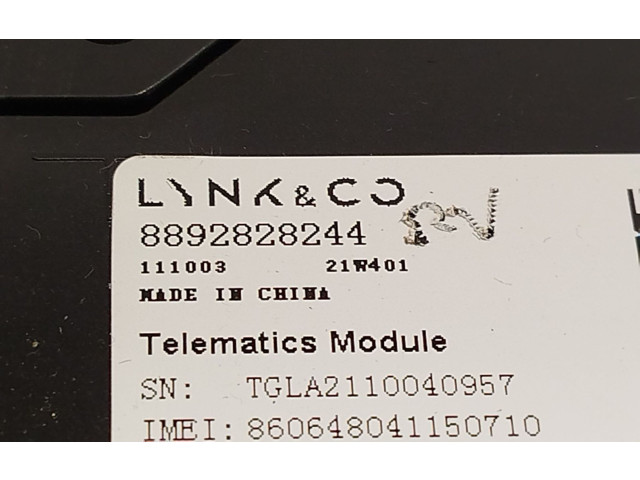 LYNK & CO
8892828244
111003 21W401
MADE IN CHINA
Telematics Module
SN: TGLA2110040957
IMEI: 860648041150710